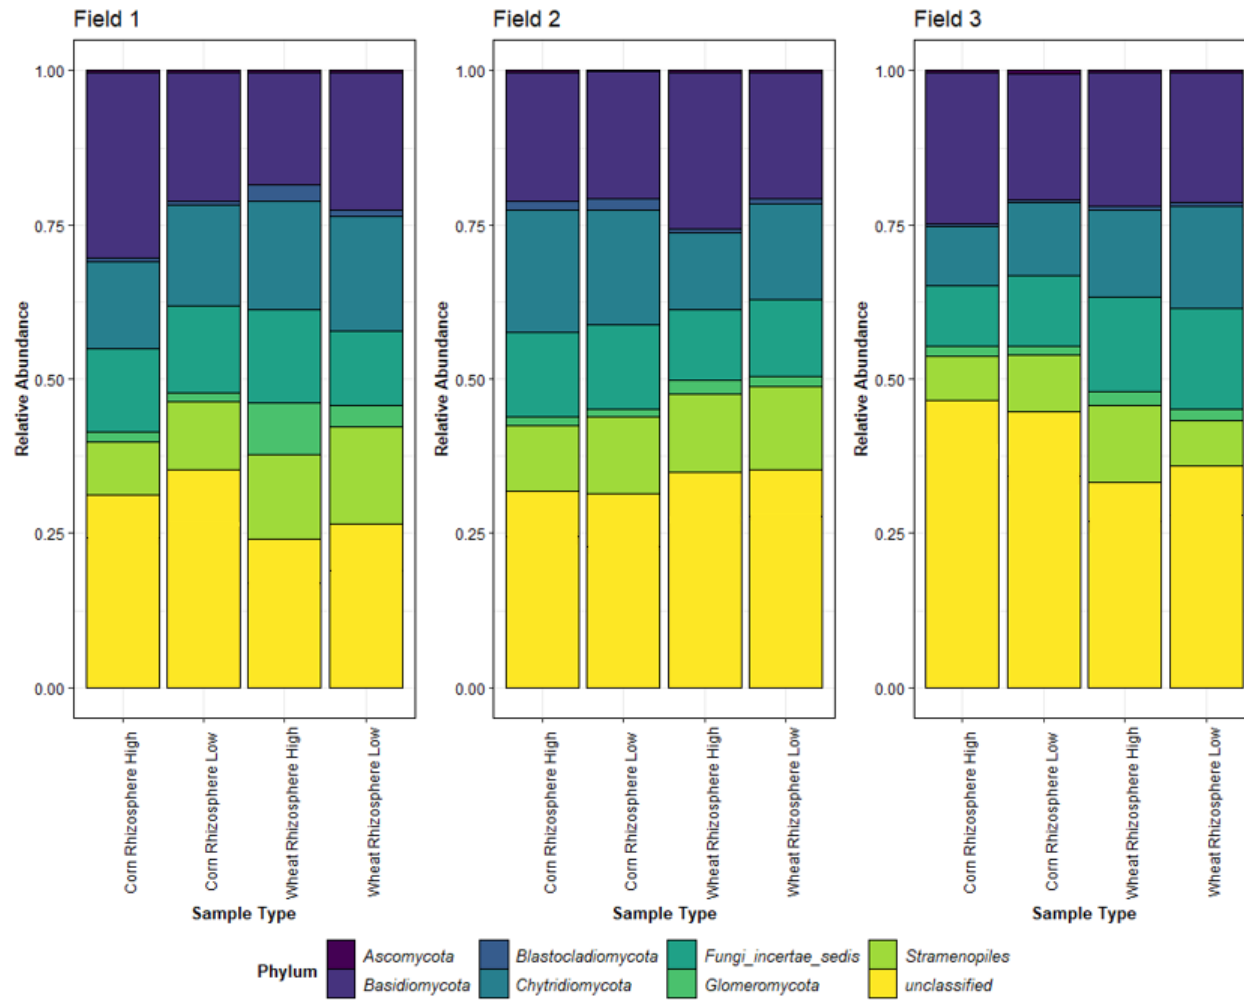 Field 1
Field 2
Field 3
Relative Abundance
1.00
0.75
0.50
0.25
0.00
Relative Abundance
1.00
0.75
0.50
0.25
0.00
Relative Abundance
1.00
0.75
0.50
0.25
0.00
Corn Rhizosphere High
Corn Rhizosphere Low
Wheat Rhizosphere High
Wheat Rhizosphere Low
Corn Rhizosphere High
Corn Rhizosphere Low
Wheat Rhizosphere High
Wheat Rhizosphere Low
Corn Rhizosphere High
Corn Rhizosphere Low
Wheat Rhizosphere High
Wheat Rhizosphere Low
Sample Type
Sample Type
Sample Type
Phylum
Ascomycota
Blastocladiomycota
Fungi_incertae_sedis
Stramenopiles
Basidiomycota
Chytridiomycota
Glomeromycota
unclassified